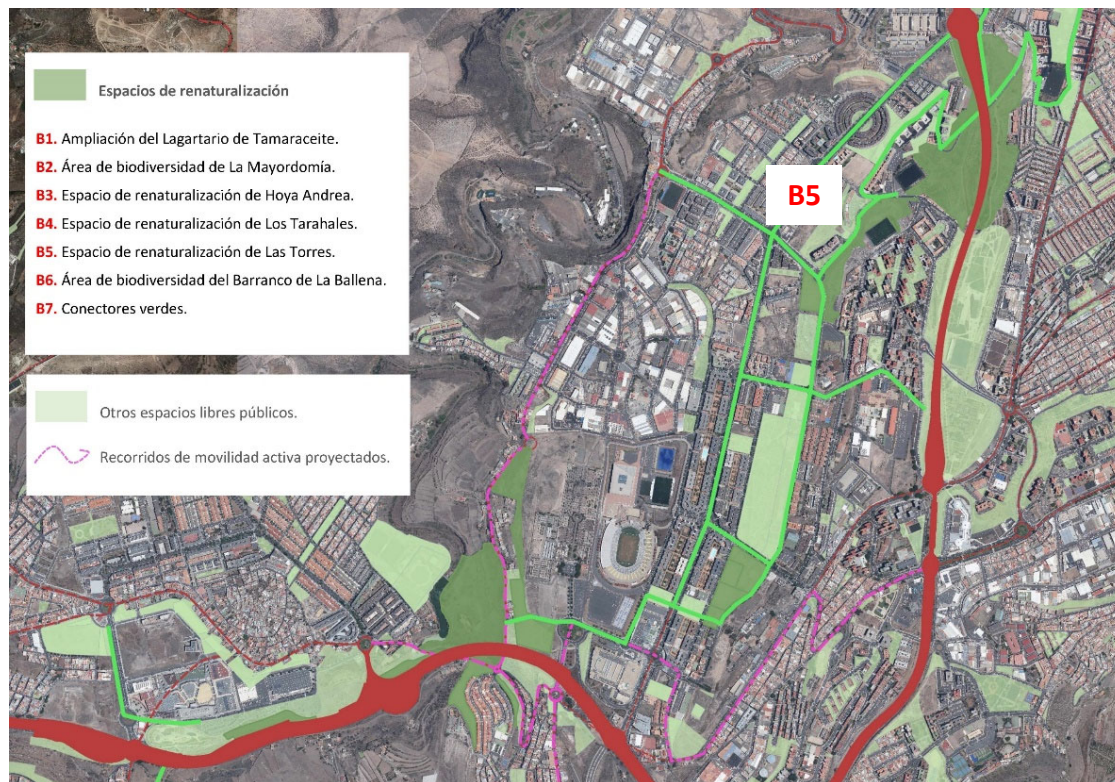 Espacios de renaturalización
B1. Ampliación del Lagartario de Tamaraceite.
B2. Área de biodiversidad de La Mayordomía.
B3. Espacio de renaturalización de Hoya Andrea.
B4. Espacio de renaturalización de Los Tarahales.
B5. Espacio de renaturalización de Las Torres.
B6. Área de biodiversidad del Barranco de La Ballena.
B7. Conectores verdes.
Otros espacios libres públicos.
Recorridos de movilidad activa proyectados.
B5